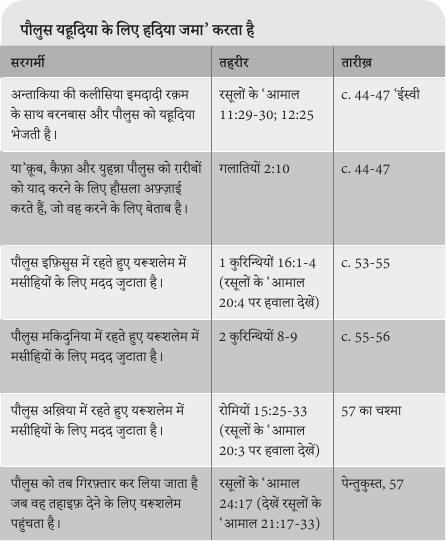 पौलुस यहूदिया के लिए हदिया जमा’ करता है
सरगर्मी
तहरीर
तारीख़
अन्ताकिया की कलीसिया इमदादी रक़म
के साथ बरनबास और पौलुस को यहूदिया
भेजती है।
रसूलों के ‘आमाल
11:29-30; 12:25
c. 44-47 ‘ईस्वी
या’क़ूब, कैफ़ा और युहन्ना पौलुस को ग़रीबों
को याद करने के लिए हौसला अफ़ज़ाई
करते हैं, जो वह करने के लिए बेताब है।
गलातियों 2:10
c. 44-47
पौलुस इफ़िसुस में रहते हुए यरूशलेम में
मसीहियों के लिए मदद जुटाता है।
1 कुरिन्थियों 16:1-4
(रसूलों के ‘आमाल
20:4 पर हवाला देखें)
c. 53-55
पौलुस मकिदुनिया में रहते हुए यरूशलेम में
मसीहियों के लिए मदद जुटाता है।
2 कुरिन्थियों 8-9
c. 55-56
पौलुस अख़िया में रहते हुए यरूशलेम में
मसीहियों के लिए मदद जुटाता है।
रोमियों 15:25-33
(रसूलों के ‘आमाल
20:3 पर हवाला देखें)
57 का चश्मा
पौलुस को तब गिरफ़्तार कर लिया जाता है
जब वह तहाइफ़ देने के लिए यरूशलेम
पहुंचता है।
रसूलों के ‘आमाल
24:17 (देखें रसूलों के
‘आमाल 21:17-33)
पेन्तुकुस्त, 57